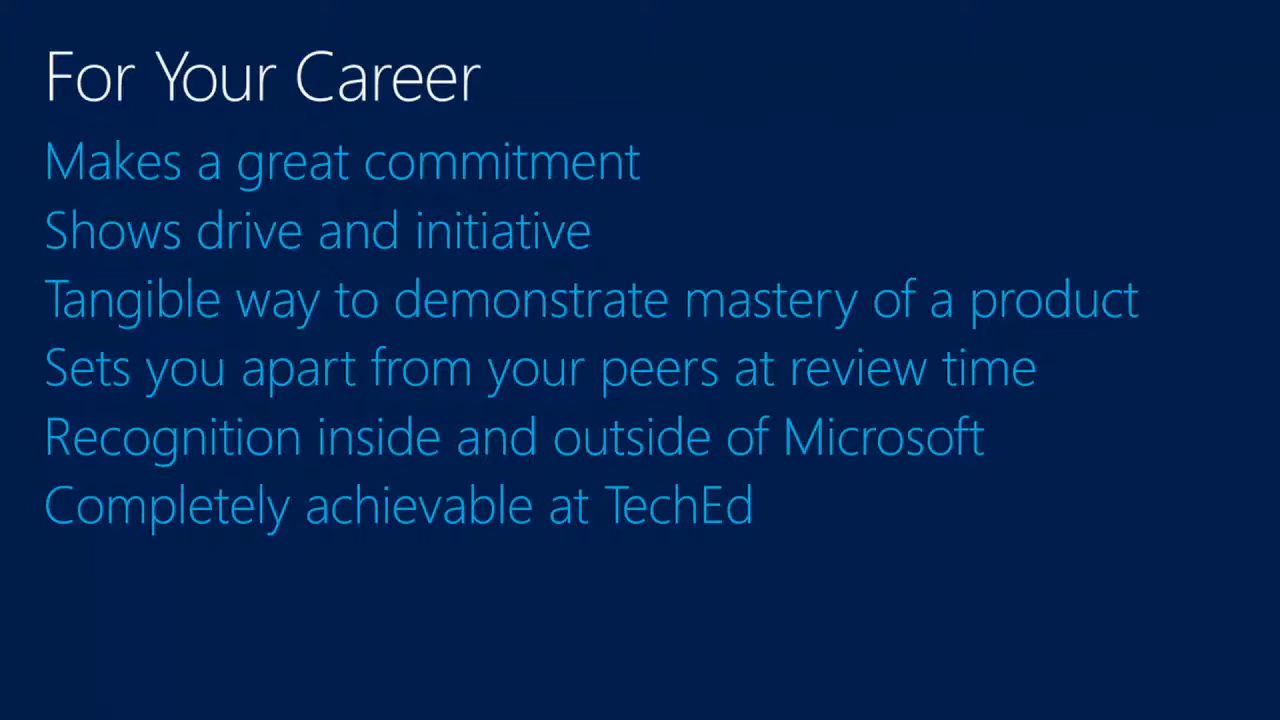 For Your Career
Makes a great commitment
Shows drive and initiative
Tangible way to demonstrate mastery of a product
Sets you apart from your peers at review time
Recognition inside and outside of Microsoft
Completely achievable at TechEd